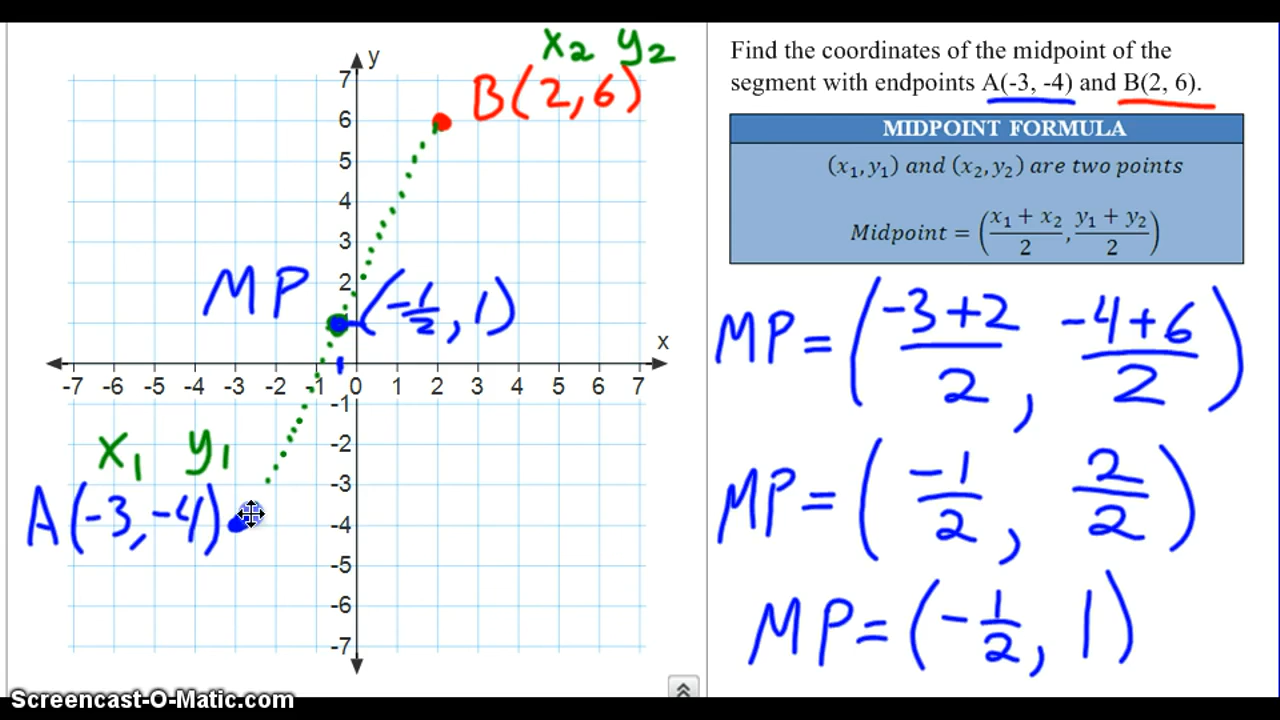 x₂ y₂
B(2,6)
y
7
6
5
4
3
2
MP (-1/2, 1)
x
-7 -6 -5 -4 -3 -2 -1 0 1 2 3 4 5 6 7
-1
-2
-3
-4
-5
-6
-7
x₁ y₁
A(-3,-4)
Find the coordinates of the midpoint of the
segment with endpoints A(-3, -4) and B(2, 6).
MIDPOINT FORMULA
(x₁, y₁) and (x₂, y₂) are two points
Midpoint = ((x₁ + x₂)/2, (y₁ + y₂)/2)
MP = ((-3+2)/2, (-4+6)/2)
MP = (-1/2, 2/2)
MP = (-1/2, 1)
Screencast-O-Matic.com